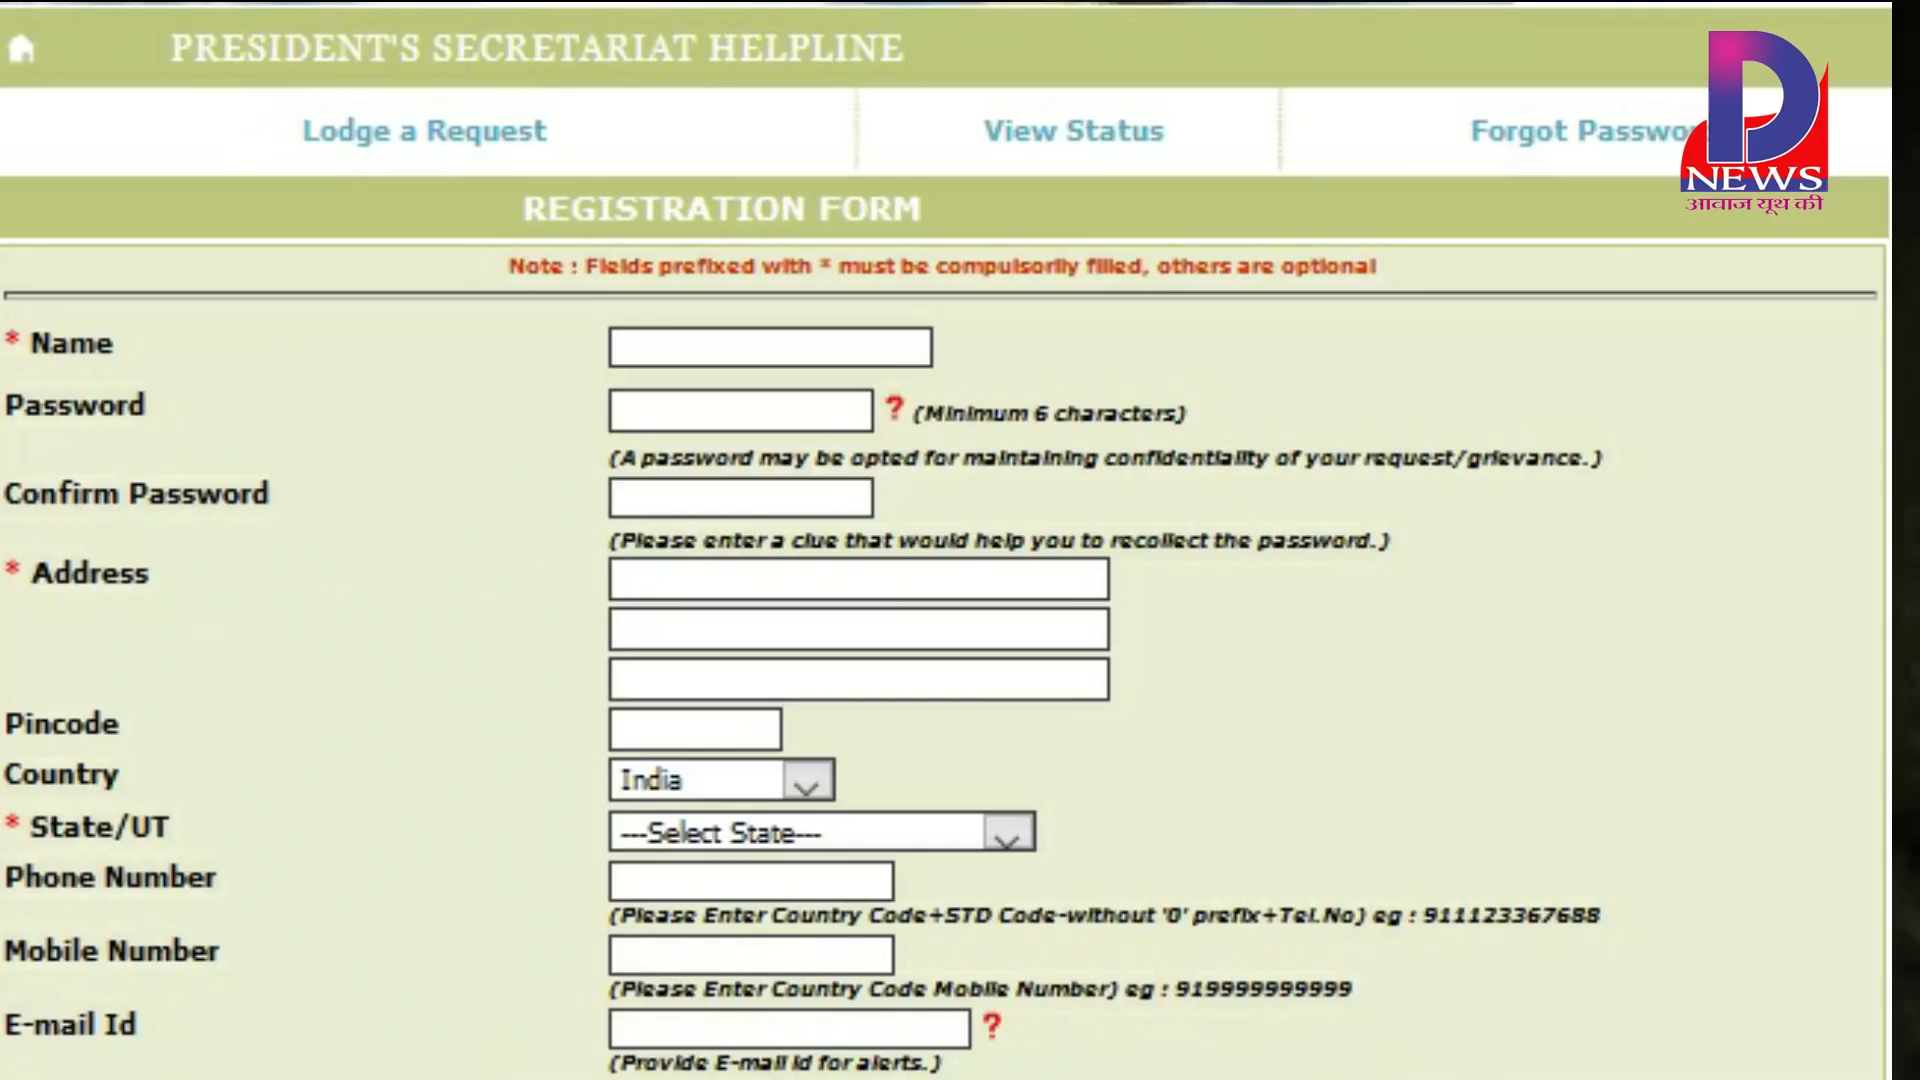 PRESIDENT'S SECRETARIAT HELPLINE
Lodge a Request
View Status
Forgot
D
NEWS
आवाज यूथ की
REGISTRATION FORM
Note : Fields prefixed with * must be compulsorily filled, others are optional
* Name
Password
? (Minimum 6 characters)
(A password may be opted for maintaining confidentiality of your request/grievance.)
Confirm Password
(Please enter a clue that would help you to recollect the password.)
* Address
Pincode
Country
India
* State/UT
---Select State---
Phone Number
(Please Enter Country Code+STD Code-without '0' prefix+Tel.No) eg : 911123367688
Mobile Number
(Please Enter Country Code Mobile Number) eg : 919999999999
E-mail Id
?
(Provide E-mail id for alerts.)